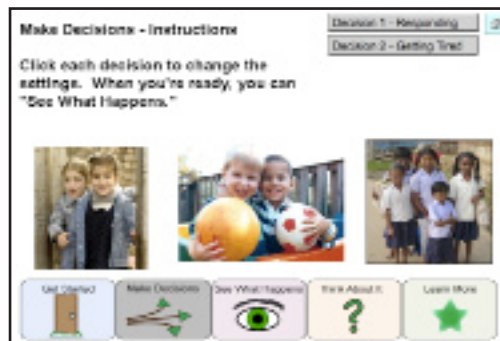 Make Decisions - Instructions
Decision 1 - Responding
Decision 2 - Getting Tired
Click each decision to change the
settings. When you're ready, you can
"See What Happens."
Get Started
Make Decisions
See What Happens
Think About It
Learn More